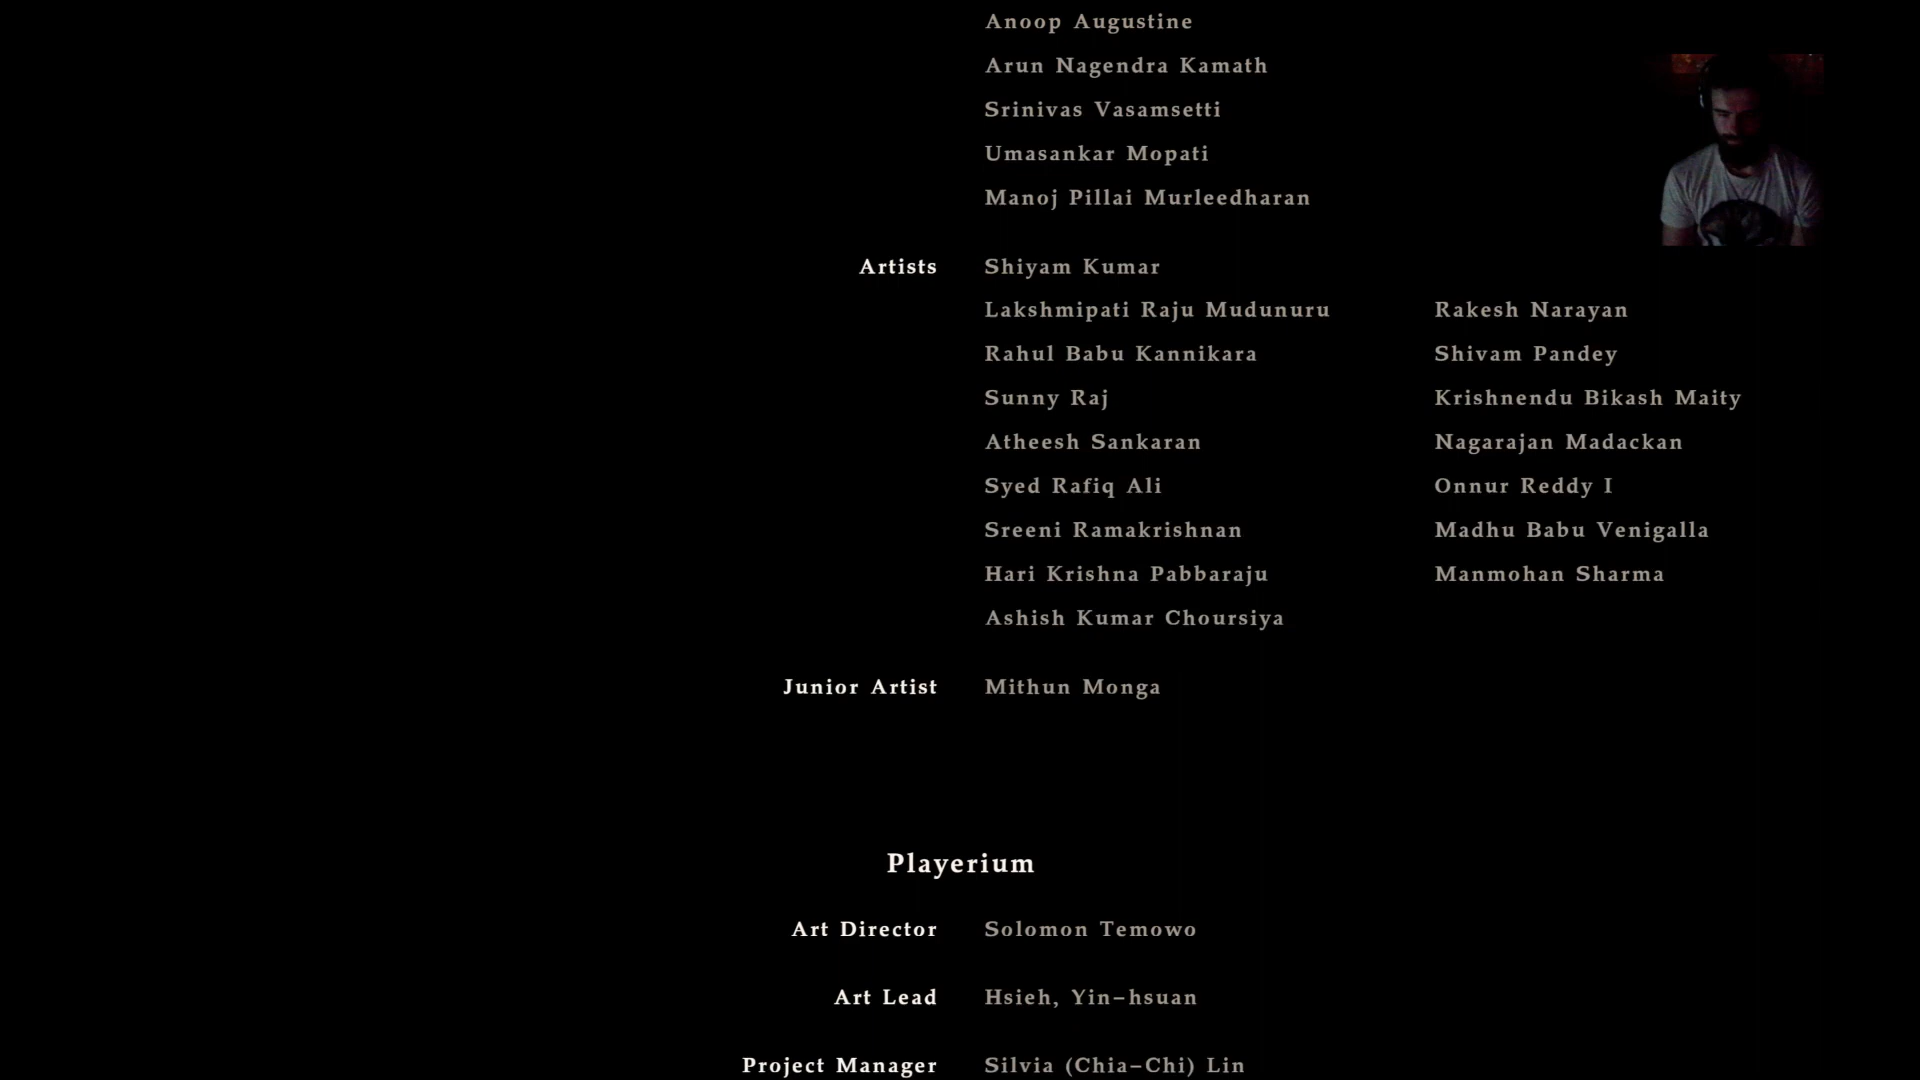 Anoop Augustine
Arun Nagendra Kamath
Srinivas Vasamsetti
Umasankar Mopati
Manoj Pillai Murleedharan
Artists Shiyam Kumar
Lakshmipati Raju Mudunuru Rakesh Narayan
Rahul Babu Kannikara Shivam Pandey
Sunny Raj Krishnendu Bikash Maity
Atheesh Sankaran Nagarajan Madackan
Syed Rafiq Ali Onnur Reddy I
Sreeni Ramakrishnan Madhu Babu Venigalla
Hari Krishna Pabbaraju Manmohan Sharma
Ashish Kumar Choursiya
Junior Artist Mithun Monga
Playerium
Art Director Solomon Temowo
Art Lead Hsieh, Yin-hsuan
Project Manager Silvia (Chia-Chi) Lin